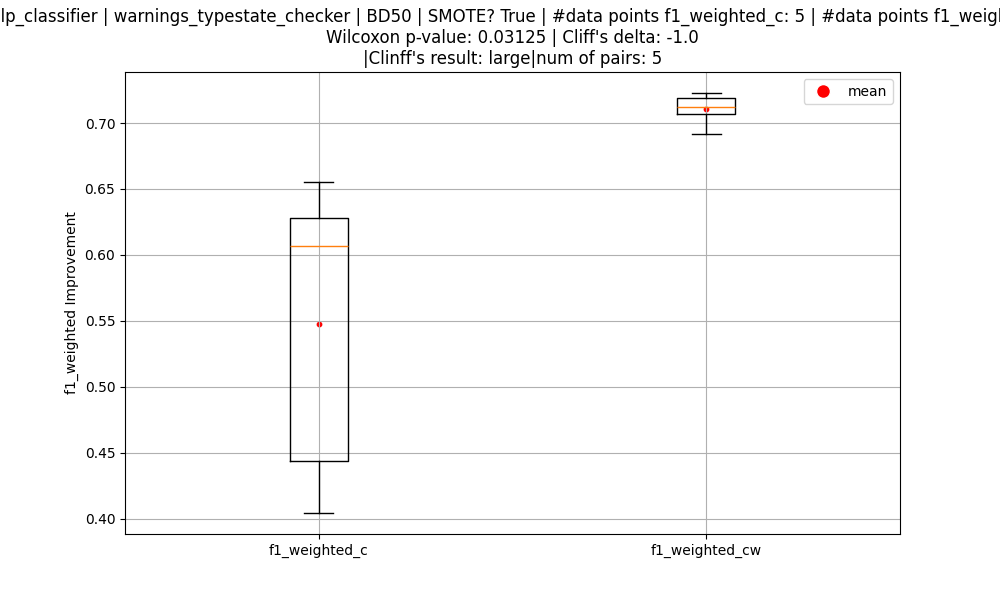 lp_classifier | warnings_typestate_checker | BD50 | SMOTE? True | #data points f1_weighted_c: 5 | #data points
Wilcoxon p-value: 0.03125 | Cliff's delta: -1.0
|Clinff's result: large|num of pairs: 5
mean
0.70
0.65
0.60
0.55
0.50
0.45
0.40
f1_weighted Improvement
f1_weighted_c
f1_weighted_cw